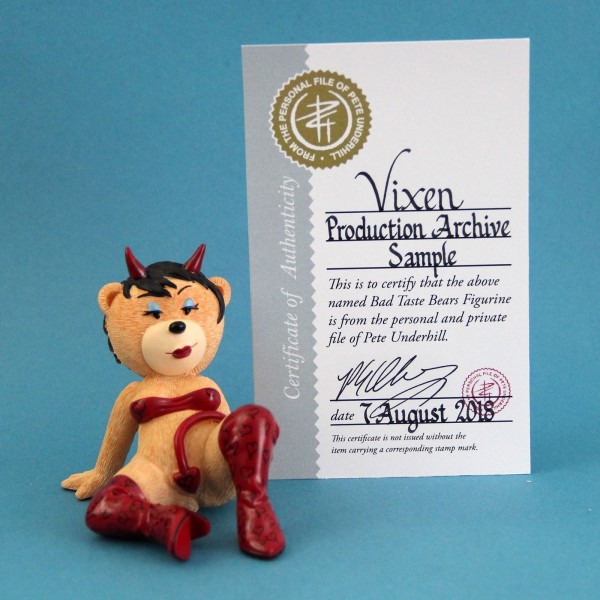 FROM THE PERSONAL FILE OF PETE UNDERHILL·
Certificate of Authenticity
Vixen
Production Archive
Sample
This is to certify that the above
named Bad Taste Bears Figurine
is from the personal and private
file of Pete Underhill.
date 7 August 2018
This certificate is not issued without the
item carrying a corresponding stamp mark.